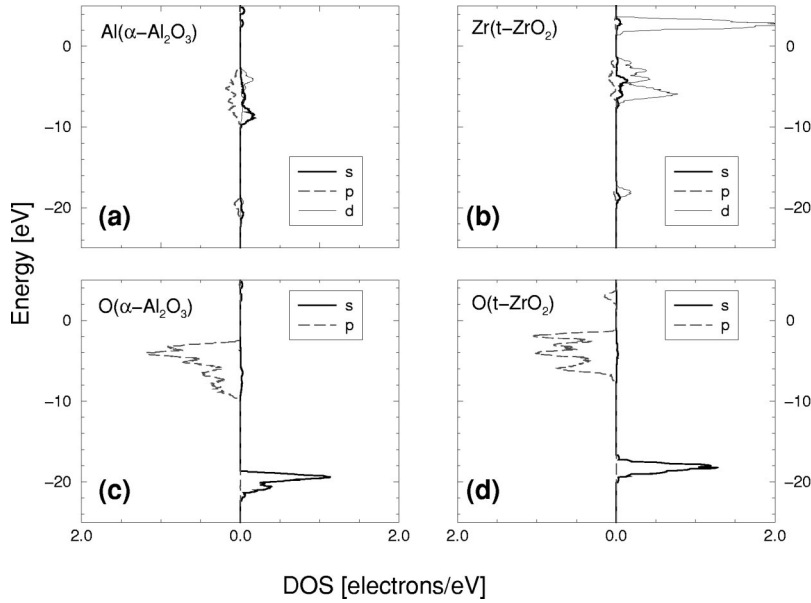 Al(α−Al₂O₃)
Zr(t−ZrO₂)
0
−10
−20
0
−10
−20
s
p
d
s
p
d
(a)
(b)
Energy [eV]
O(α−Al₂O₃)
s
p
O(t−ZrO₂)
s
p
0
−10
−20
0
−10
−20
(c)
(d)
2.0
0.0
2.0
2.0
0.0
2.0
DOS [electrons/eV]